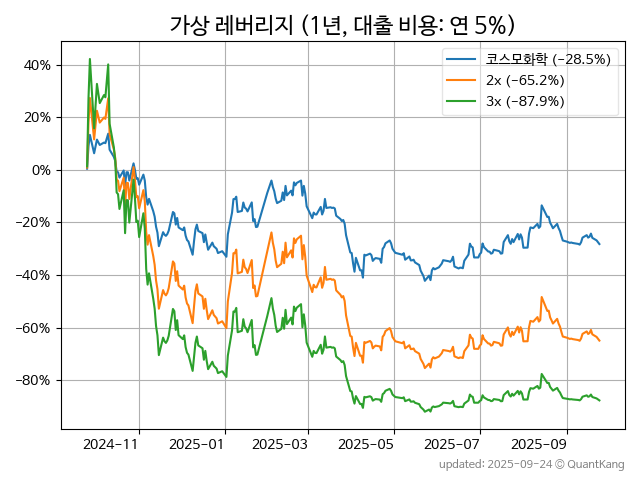 가상 레버리지 (1년, 대출 비용: 연 5%)
코스모화학 (-28.5%)
2x (-65.2%)
3x (-87.9%)
40%
20%
0%
-20%
-40%
-60%
-80%
2024-11
2025-01
2025-03
2025-05
2025-07
2025-09
updated: 2025-09-24 © QuantKang